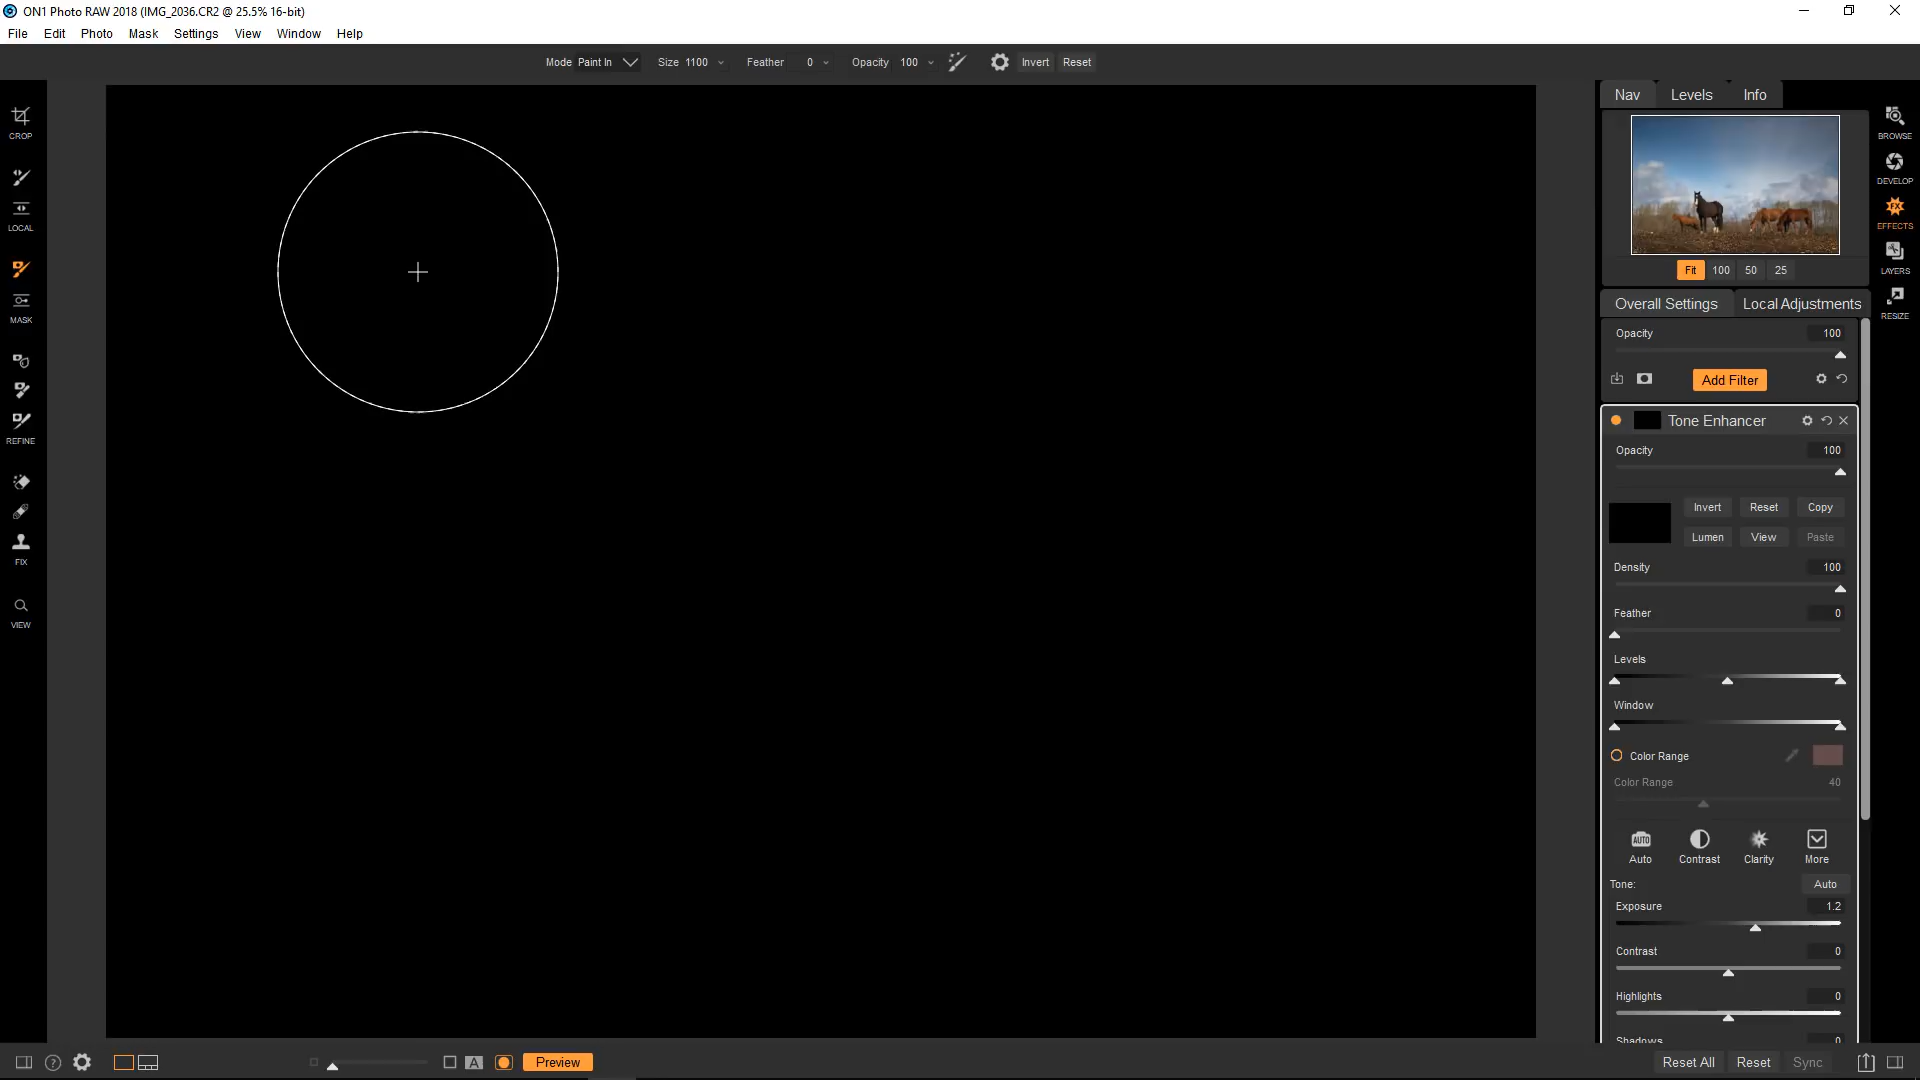 ON1 Photo RAW 2018 (IMG_2036.CR2 @ 25.5% 16-bit)
File Edit Photo Mask Settings View Window Help
Mode Paint In Size 1100 Feather 0 Opacity 100 Invert Reset
CROP
LOCAL
MASK
REFINE
FIX
VIEW
Nav Levels Info
Fit 100 50 25
BROWSE
DEVELOP
FX
EFFECTS
LAYERS
RESIZE
Overall Settings Local Adjustments
Opacity 100
Add Filter
Tone Enhancer
Opacity 100
Invert Reset Copy
Lumen View Paste
Density 100
Feather 0
Levels
Window
Color Range
Color Range 40
AUTO
Auto Contrast Clarity More
Tone: Auto
Exposure 1.2
Contrast 0
Highlights 0
Shadows 0
? A Preview
Reset All Reset Sync